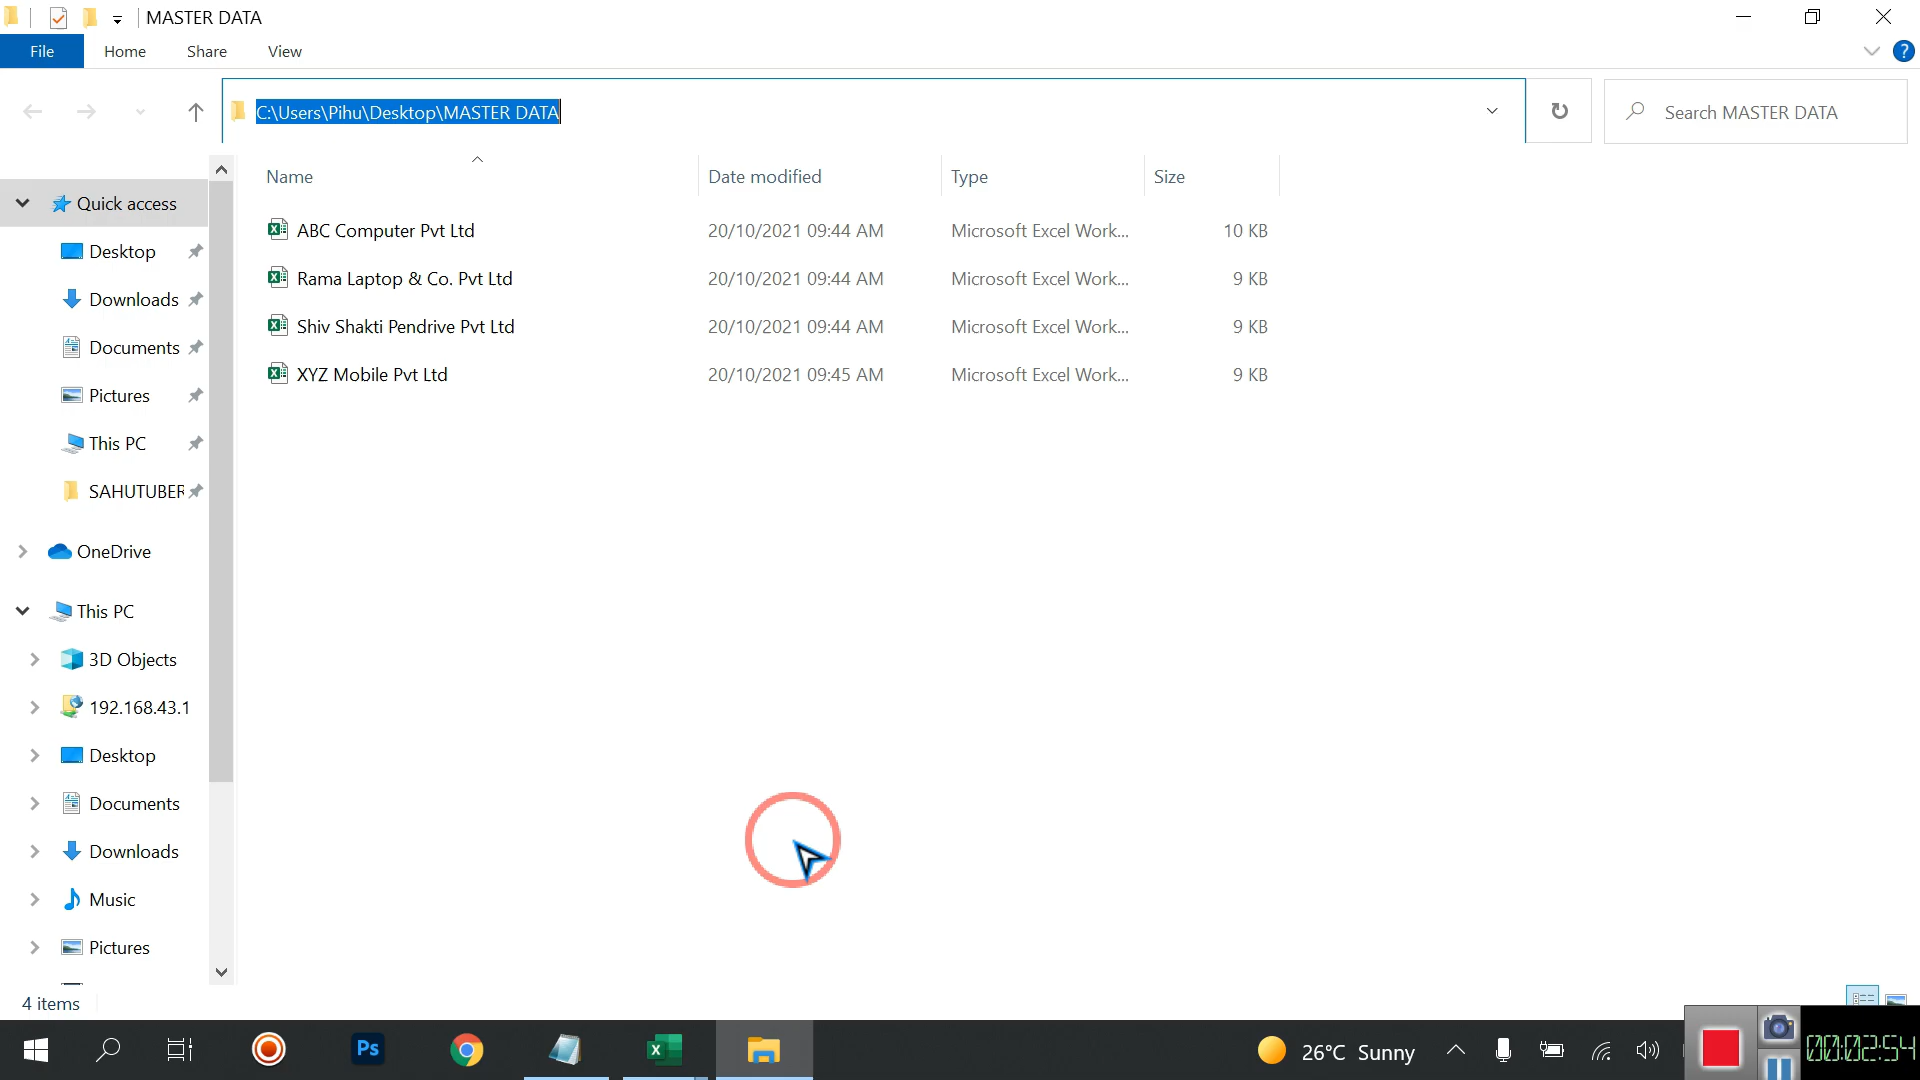 MASTER DATA
File Home Share View
?
C:\Users\Pihu\Desktop\MASTER DATA
Search MASTER DATA
Name Date modified Type Size
ABC Computer Pvt Ltd 20/10/2021 09:44 AM Microsoft Excel Work... 10 KB
Rama Laptop & Co. Pvt Ltd 20/10/2021 09:44 AM Microsoft Excel Work... 9 KB
Shiv Shakti Pendrive Pvt Ltd 20/10/2021 09:44 AM Microsoft Excel Work... 9 KB
XYZ Mobile Pvt Ltd 20/10/2021 09:45 AM Microsoft Excel Work... 9 KB
Quick access
Desktop
Downloads
Documents
Pictures
This PC
SAHUTUBER
OneDrive
This PC
3D Objects
192.168.43.1
Desktop
Documents
Downloads
Music
Pictures
4 items
Ps
X
26°C Sunny
00:02:54